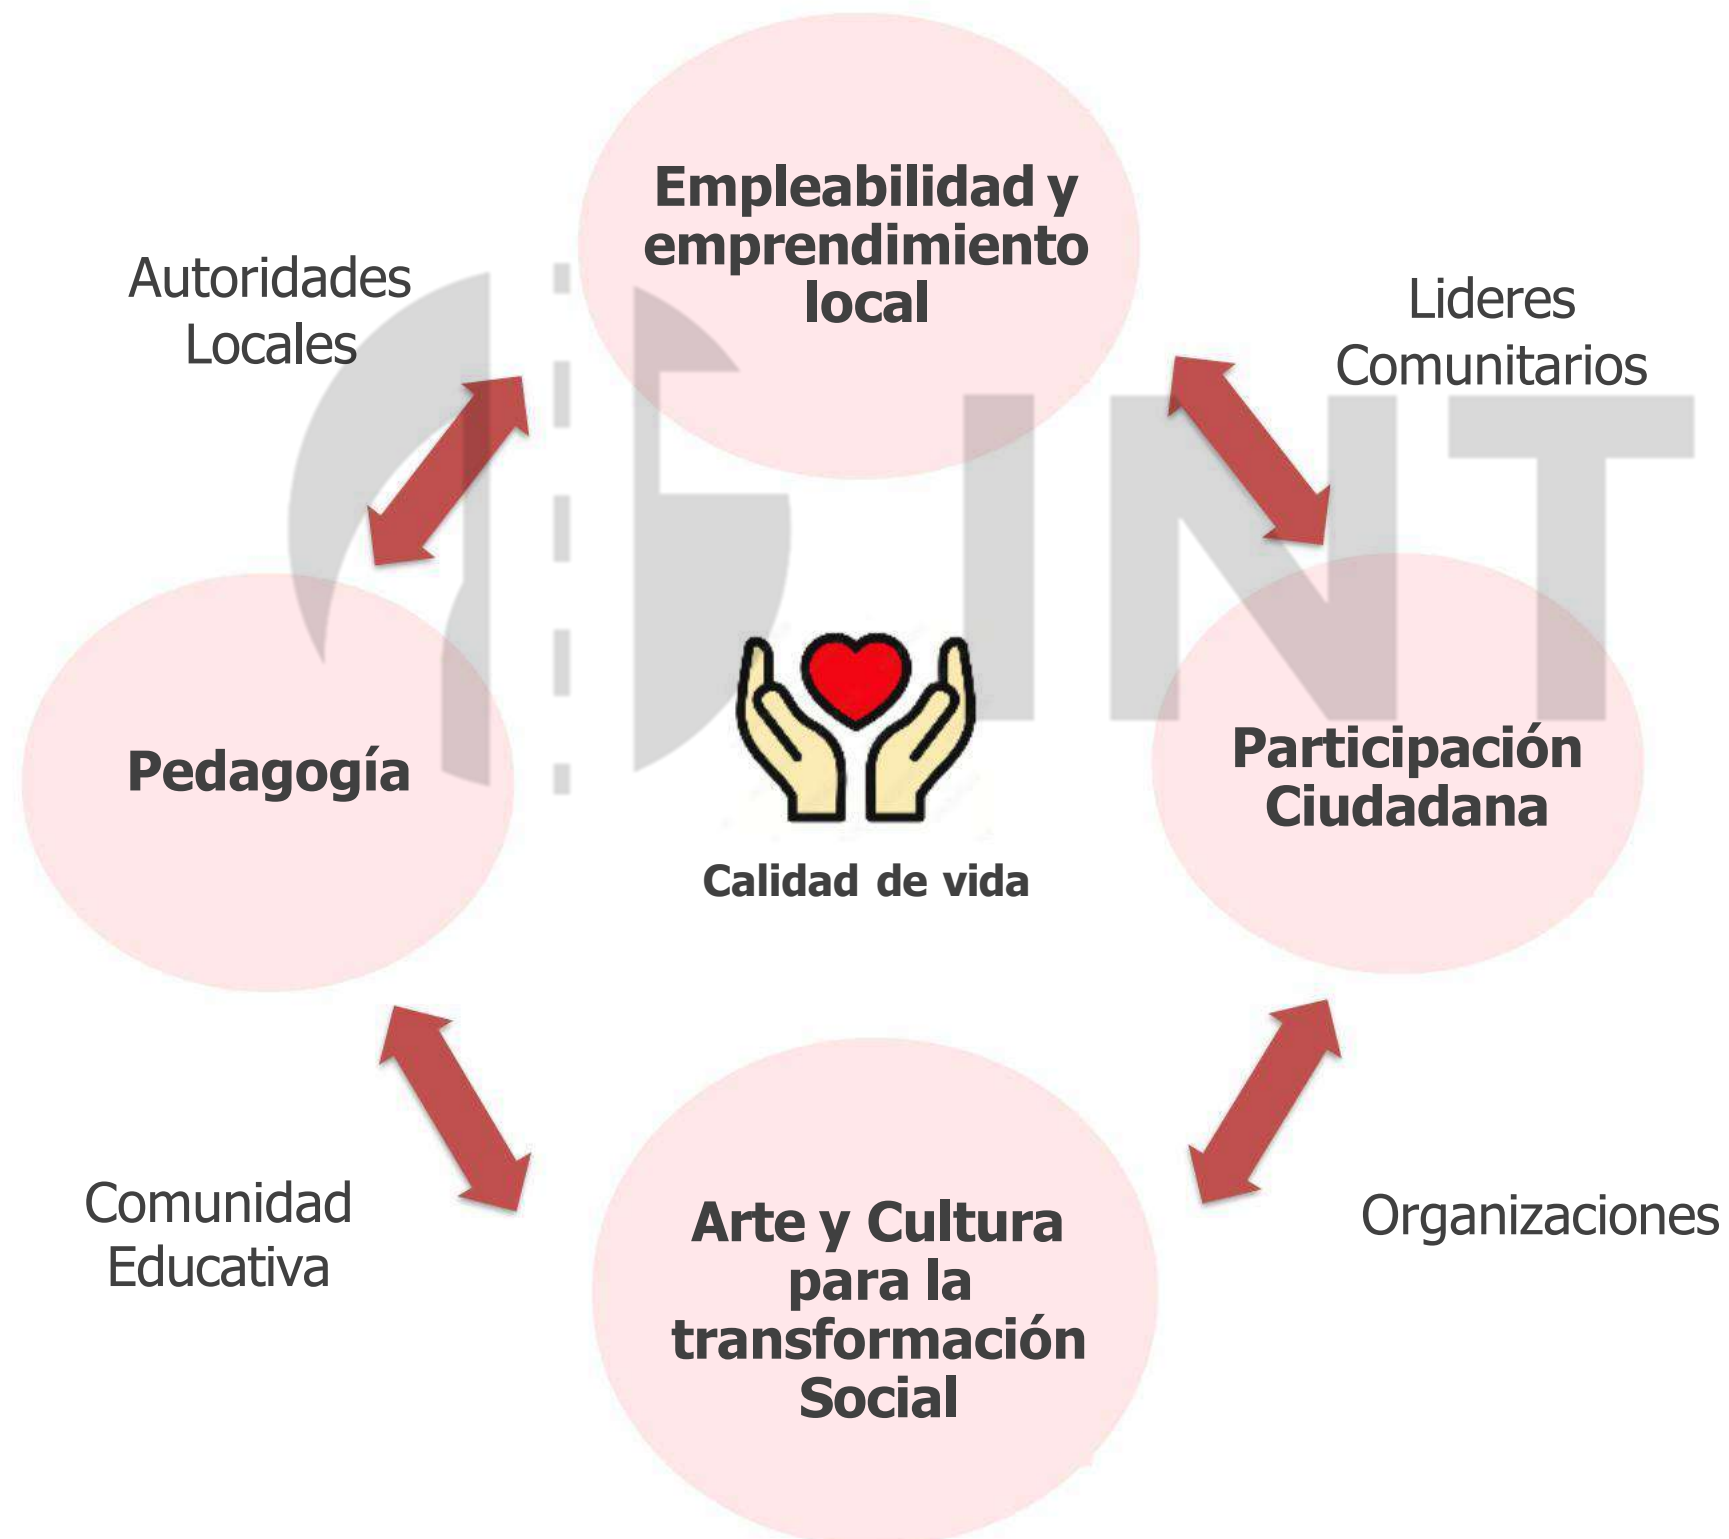 Empleabilidad y
emprendimiento
local
Autoridades
Locales
Lideres
Comunitarios
INT
Pedagogía
Participación
Ciudadana
Calidad de vida
Comunidad
Educativa
Organizaciones
Arte y Cultura
para la
transformación
Social